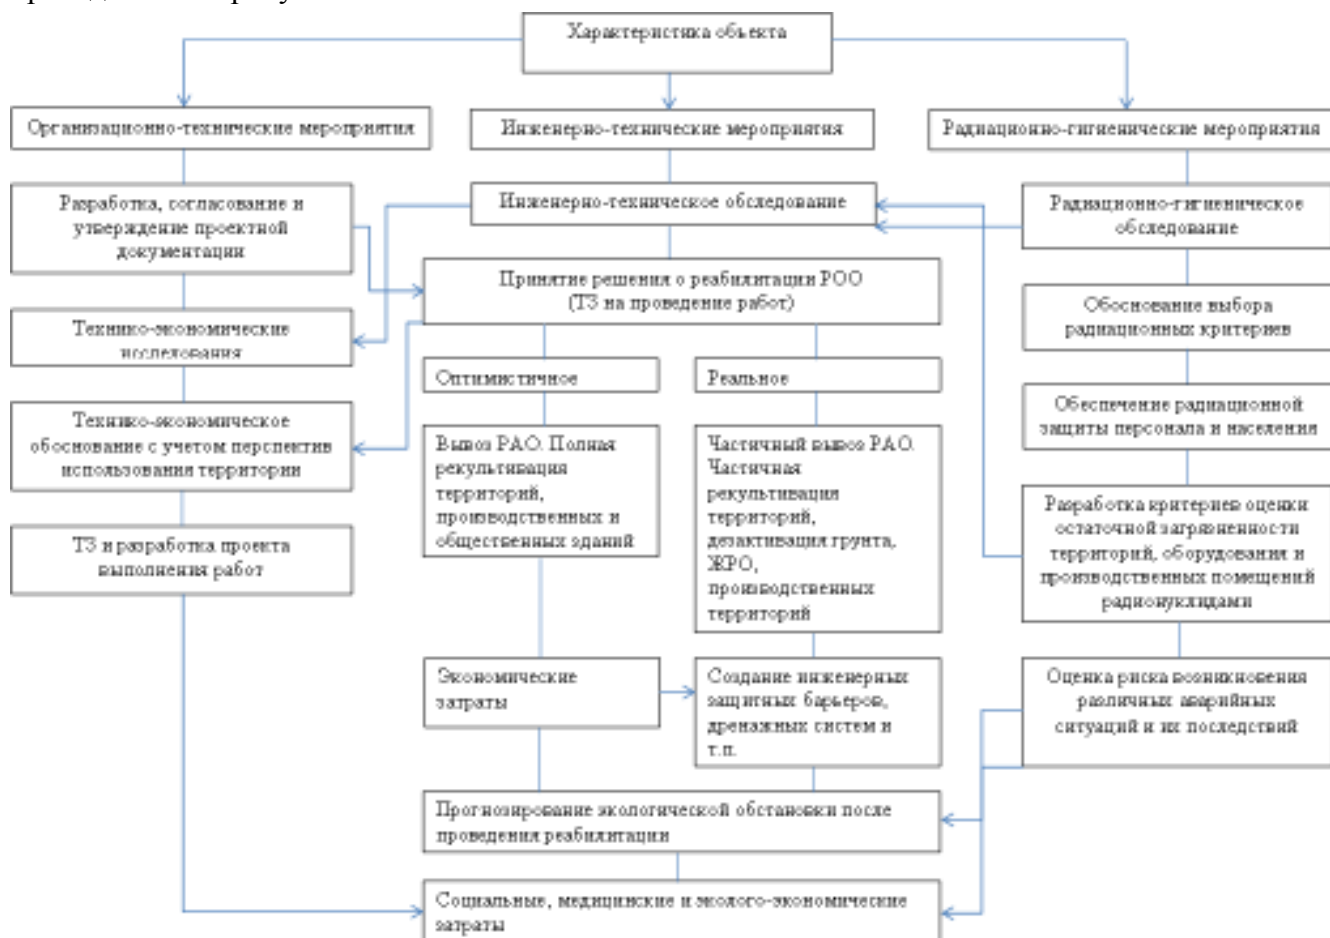 Характеристика объекта
Организационно-технические мероприятия
Инженерно-технические мероприятия
Радиационно-гигиенические мероприятия
Разработка, согласование и
утверждение проектной
документации
Инженерно-техническое обследование
Радиационно-гигиеническое
обследование
Принятие решения о реабилитации РОО
(ТЗ на проведение работ)
Технико-экономические
исследования
Обоснование выбора
радиационных критериев
Оптимистичное
Реальное
Технико-экономическое
обоснование с учетом перспектив
использования территории
Вывоз РАО. Полная
рекультивация
территорий,
производственных и
общественных зданий
Частичный вывоз РАО.
Частичная
рекультивация
территорий,
дезактивация грунта,
ЖРО,
производственных
территорий
Обеспечение радиационной
защиты персонала и населения
ТЗ и разработка проекта
выполнения работ
Разработка критериев оценки
остаточной загрязненности
территорий, оборудования и
производственных помещений
радионуклидами
Экономические
затраты
Создание инженерных
защитных барьеров,
дренажных систем и
т.п.
Оценка риска возникновения
различных аварийных
ситуаций и их последствий
Прогнозирование экологической обстановки после
проведения реабилитации
Социальные, медицинские и эколого-экономические
затраты